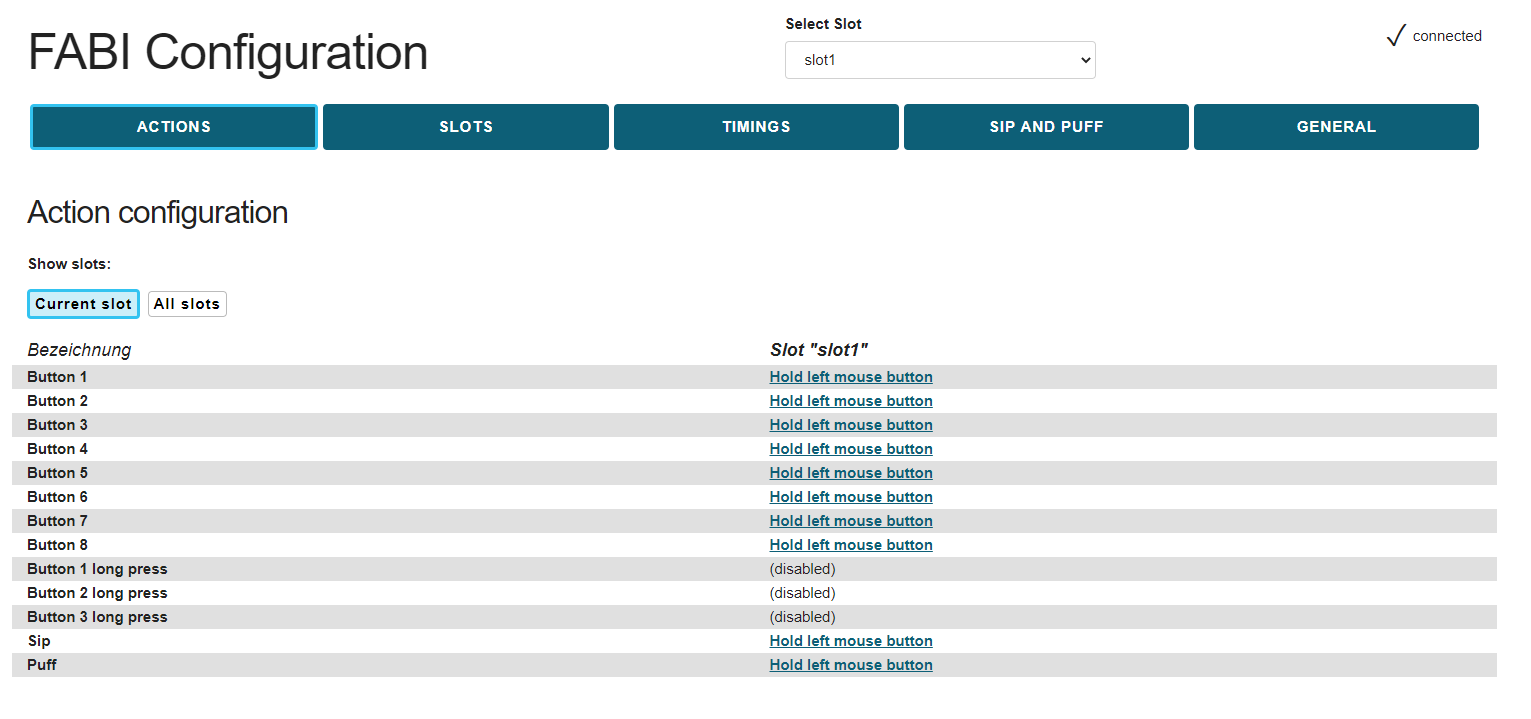 FABI Configuration
Select Slot
slot1
connected
ACTIONS SLOTS TIMINGS SIP AND PUFF GENERAL
Action configuration
Show slots:
Current slot All slots
Bezeichnung Slot "slot1"
Button 1 Hold left mouse button
Button 2 Hold left mouse button
Button 3 Hold left mouse button
Button 4 Hold left mouse button
Button 5 Hold left mouse button
Button 6 Hold left mouse button
Button 7 Hold left mouse button
Button 8 Hold left mouse button
Button 1 long press (disabled)
Button 2 long press (disabled)
Button 3 long press (disabled)
Sip Hold left mouse button
Puff Hold left mouse button